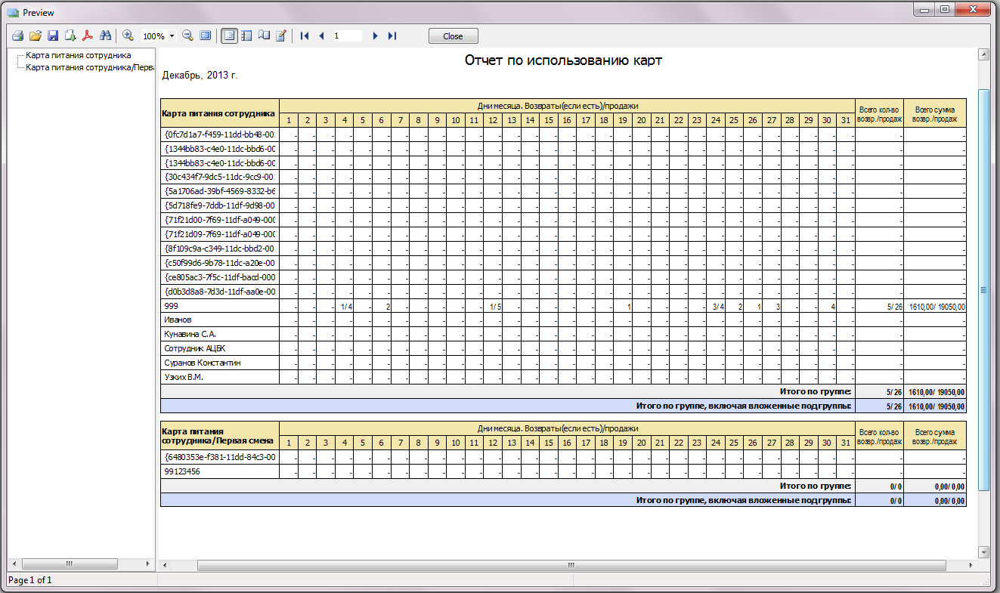 Preview
100% 1 Close
Карта питания сотрудника
Карта питания сотрудника/Перва
Отчет по использованию карт
Декабрь, 2013 г.
Карта питания сотрудника Дни месяца. Возвраты(если есть)/продажи Всего кол-во возвр./продаж Всего сумма возвр./продаж
1 2 3 4 5 6 7 8 9 10 11 12 13 14 15 16 17 18 19 20 21 22 23 24 25 26 27 28 29 30 31
{0fc7d1a7-f459-11dd-bb48-00: - - - - - - - - - - - - - - - - - - - - - - - - - - - - - - - - -
{1344bb83-c4e0-11dc-bbd6-00 - - - - - - - - - - - - - - - - - - - - - - - - - - - - - - - - -
{1344bb83-c4e0-11dc-bbd6-00 - - - - - - - - - - - - - - - - - - - - - - - - - - - - - - - - -
{30c434f7-9dc5-11dc-9cc9-00: - - - - - - - - - - - - - - - - - - - - - - - - - - - - - - - - -
{5a1706ad-39bf-4569-8332-b6 - - - - - - - - - - - - - - - - - - - - - - - - - - - - - - - - -
{5d718fe9-7ddb-11df-9d98-00 - - - - - - - - - - - - - - - - - - - - - - - - - - - - - - - - -
{71f21d00-7f69-11df-a049-000 - - - - - - - - - - - - - - - - - - - - - - - - - - - - - - - - -
{71f21d09-7f69-11df-a049-000 - - - - - - - - - - - - - - - - - - - - - - - - - - - - - - - - -
{8f109c9a-c349-11dc-bbd2-00 - - - - - - - - - - - - - - - - - - - - - - - - - - - - - - - - -
{c50f99d6-9b78-11dc-a20e-00 - - - - - - - - - - - - - - - - - - - - - - - - - - - - - - - - -
{ce805ac3-7f5c-11df-bacd-000 - - - - - - - - - - - - - - - - - - - - - - - - - - - - - - - - -
{d0b3d8a8-7d3d-11df-aa0e-00 - - - - - - - - - - - - - - - - - - - - - - - - - - - - - - - - -
999 - - - 1/ 4 - 2 - - - - - 1/ 5 - - - - - - 1 - - - - 3/ 4 2 1 3 - - 4 - 5/ 26 1610,00/ 19050,00
Иванов - - - - - - - - - - - - - - - - - - - - - - - - - - - - - - - - -
Кунавина С.А. - - - - - - - - - - - - - - - - - - - - - - - - - - - - - - - - -
Сотрудник АЦБК - - - - - - - - - - - - - - - - - - - - - - - - - - - - - - - - -
Суранов Константин - - - - - - - - - - - - - - - - - - - - - - - - - - - - - - - - -
Узких В.М. - - - - - - - - - - - - - - - - - - - - - - - - - - - - - - - - -
Итого по группе: 5/ 26 1610,00/ 19050,00
Итого по группе, включая вложенные подгруппы: 5/ 26 1610,00/ 19050,00
Карта питания сотрудника/Первая смена Дни месяца. Возвраты(если есть)/продажи Всего кол-во возвр./продаж Всего сумма возвр./продаж
1 2 3 4 5 6 7 8 9 10 11 12 13 14 15 16 17 18 19 20 21 22 23 24 25 26 27 28 29 30 31
{6480353e-f381-11dd-84c3-00 - - - - - - - - - - - - - - - - - - - - - - - - - - - - - - - - -
99123456 - - - - - - - - - - - - - - - - - - - - - - - - - - - - - - - - -
Итого по группе: 0/ 0 0,00/ 0,00
Итого по группе, включая вложенные подгруппы: 0/ 0 0,00/ 0,00
Page 1 of 1